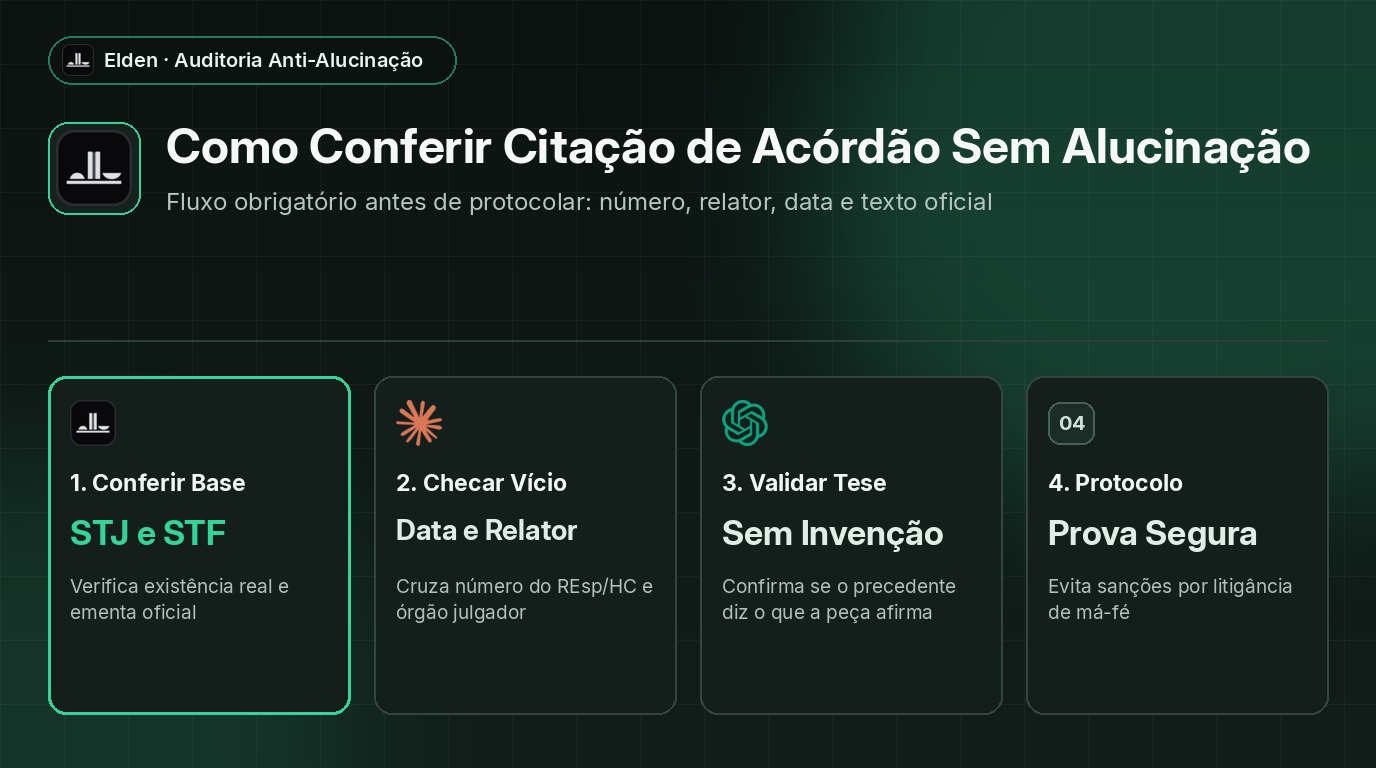 Elden · Auditoria Anti-Alucinação
Como Conferir Citação de Acórdão Sem Alucinação
Fluxo obrigatório antes de protocolar: número, relator, data e texto oficial
1. Conferir Base
STJ e STF
Verifica existência real e
ementa oficial
2. Checar Vício
Data e Relator
Cruza número do REsp/HC e
órgão julgador
3. Validar Tese
Sem Invenção
Confirma se o precedente
diz o que a peça afirma
04
4. Protocolo
Prova Segura
Evita sanções por litigância
de má-fé